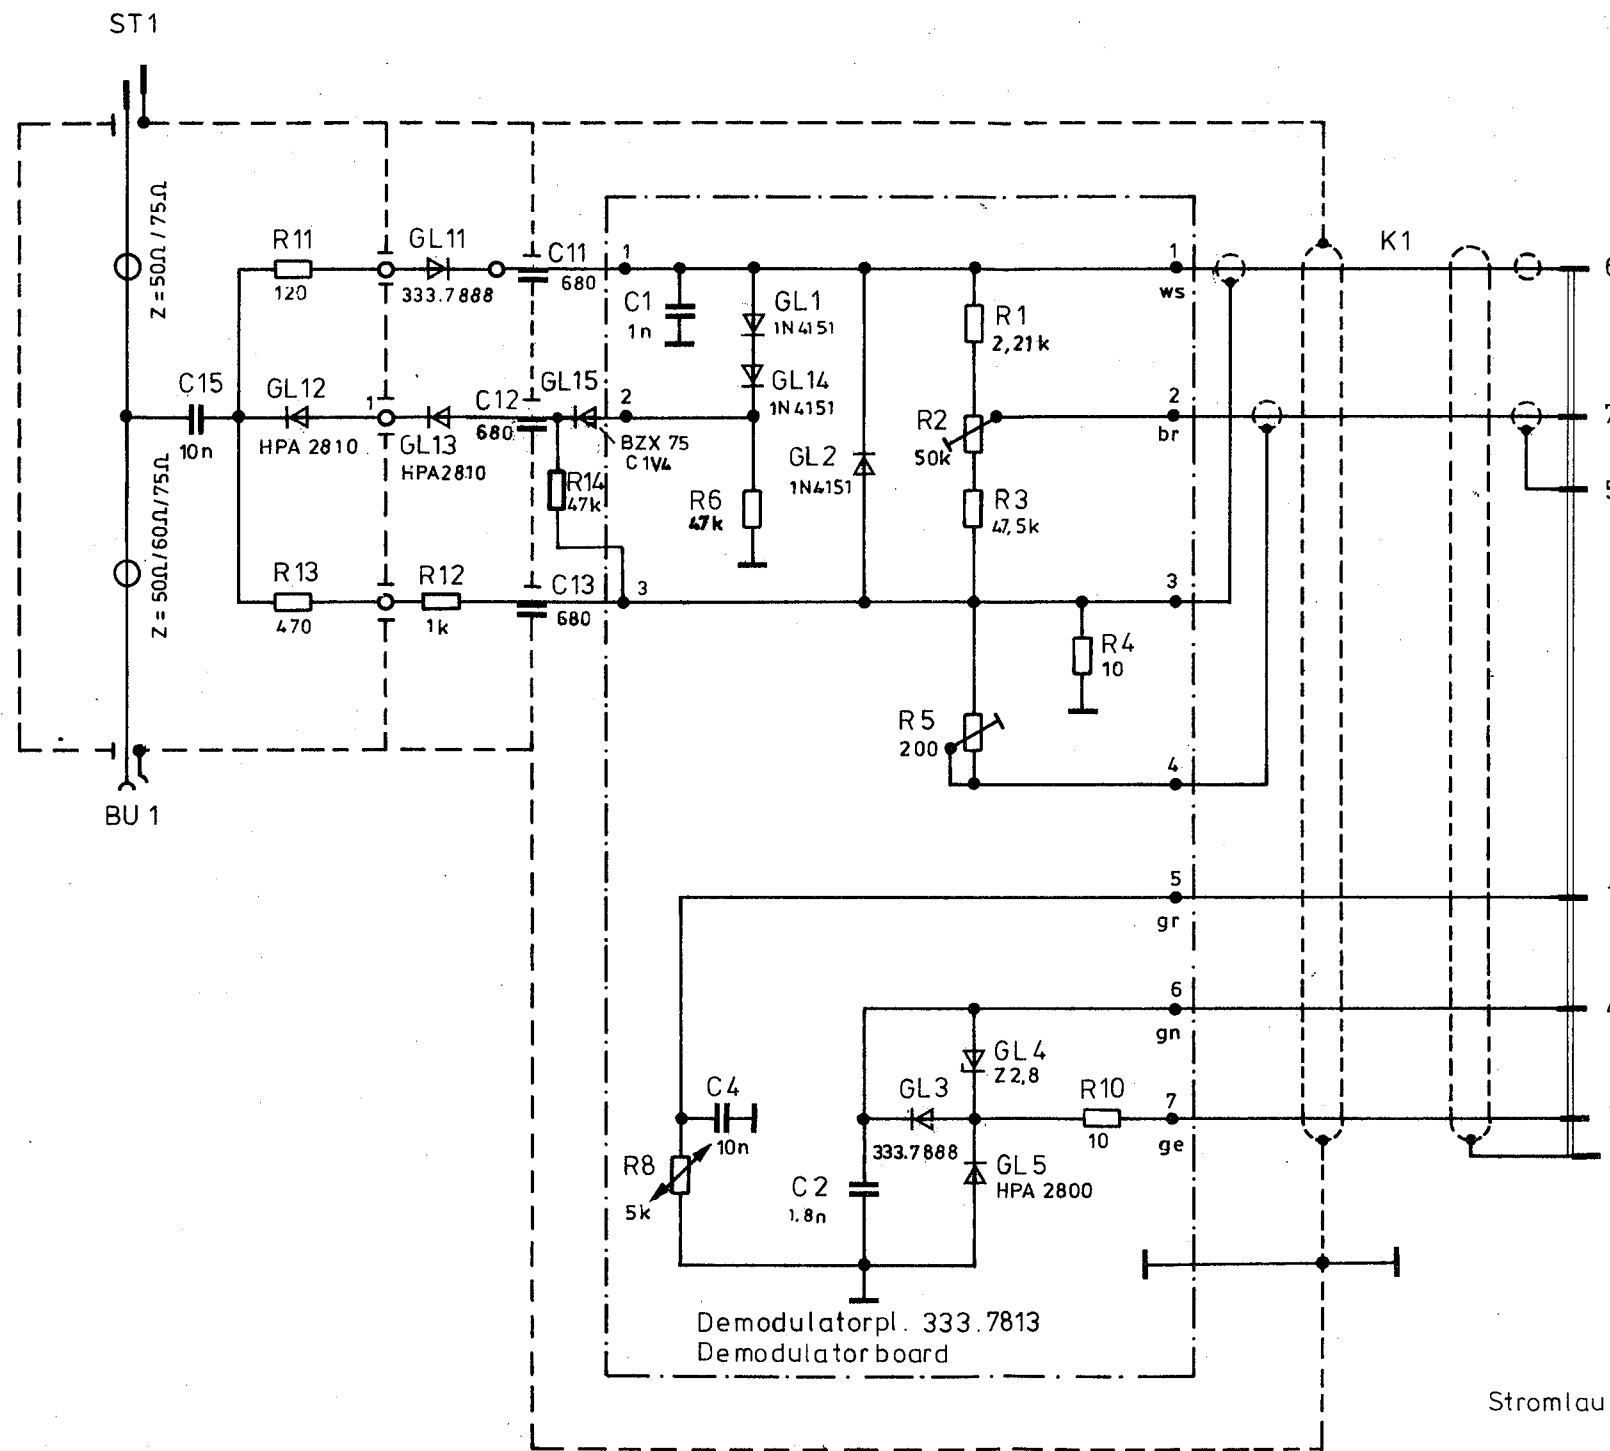 ST1
Z=50Ω/75Ω
R11
120
GL11
333.7888
C11
680
1
C1
1n
GL1
1N4151
GL14
1N4151
1
ws
K1
6
R1
2,21k
C15
10n
GL12
HPA 2810
1
GL13
HPA2810
C12
680
GL15
2
BZX 75
C1V4
R14
47k
R6
47k
GL2
1N4151
R2
50k
2
br
7
R3
47,5k
5
Z=50Ω/60Ω/75Ω
R13
470
R12
1k
C13
680
3
3
R4
10
R5
200
4
BU 1
5
gr
6
gn
GL4
Z2,8
C4
10n
GL3
333.7888
R10
10
7
ge
R8
5k
C2
1,8n
GL5
HPA 2800
Demodulatorpl. 333.7813
Demodulatorboard
Stromlau